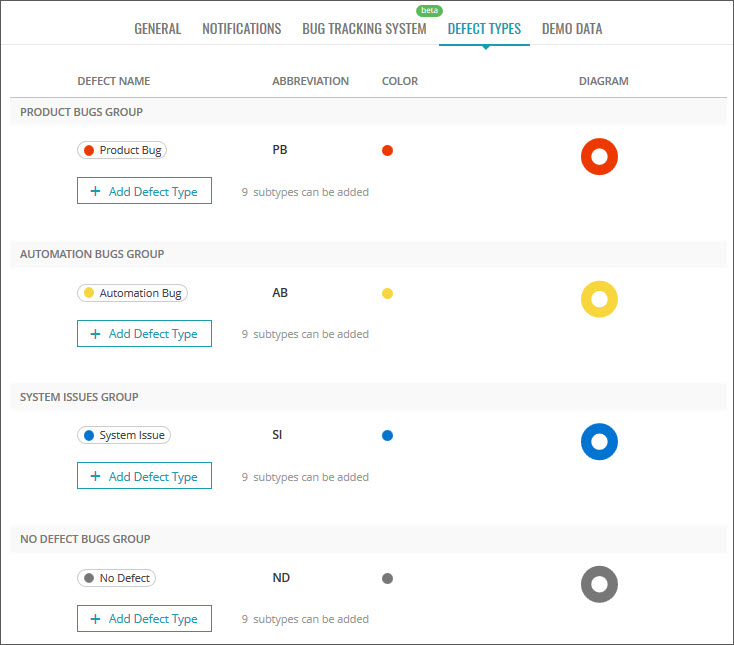 beta
GENERAL NOTIFICATIONS BUG TRACKING SYSTEM DEFECT TYPES DEMO DATA
DEFECT NAME ABBREVIATION COLOR DIAGRAM
PRODUCT BUGS GROUP
Product Bug PB
+ Add Defect Type 9 subtypes can be added
AUTOMATION BUGS GROUP
Automation Bug AB
+ Add Defect Type 9 subtypes can be added
SYSTEM ISSUES GROUP
System Issue SI
+ Add Defect Type 9 subtypes can be added
NO DEFECT BUGS GROUP
No Defect ND
+ Add Defect Type 9 subtypes can be added